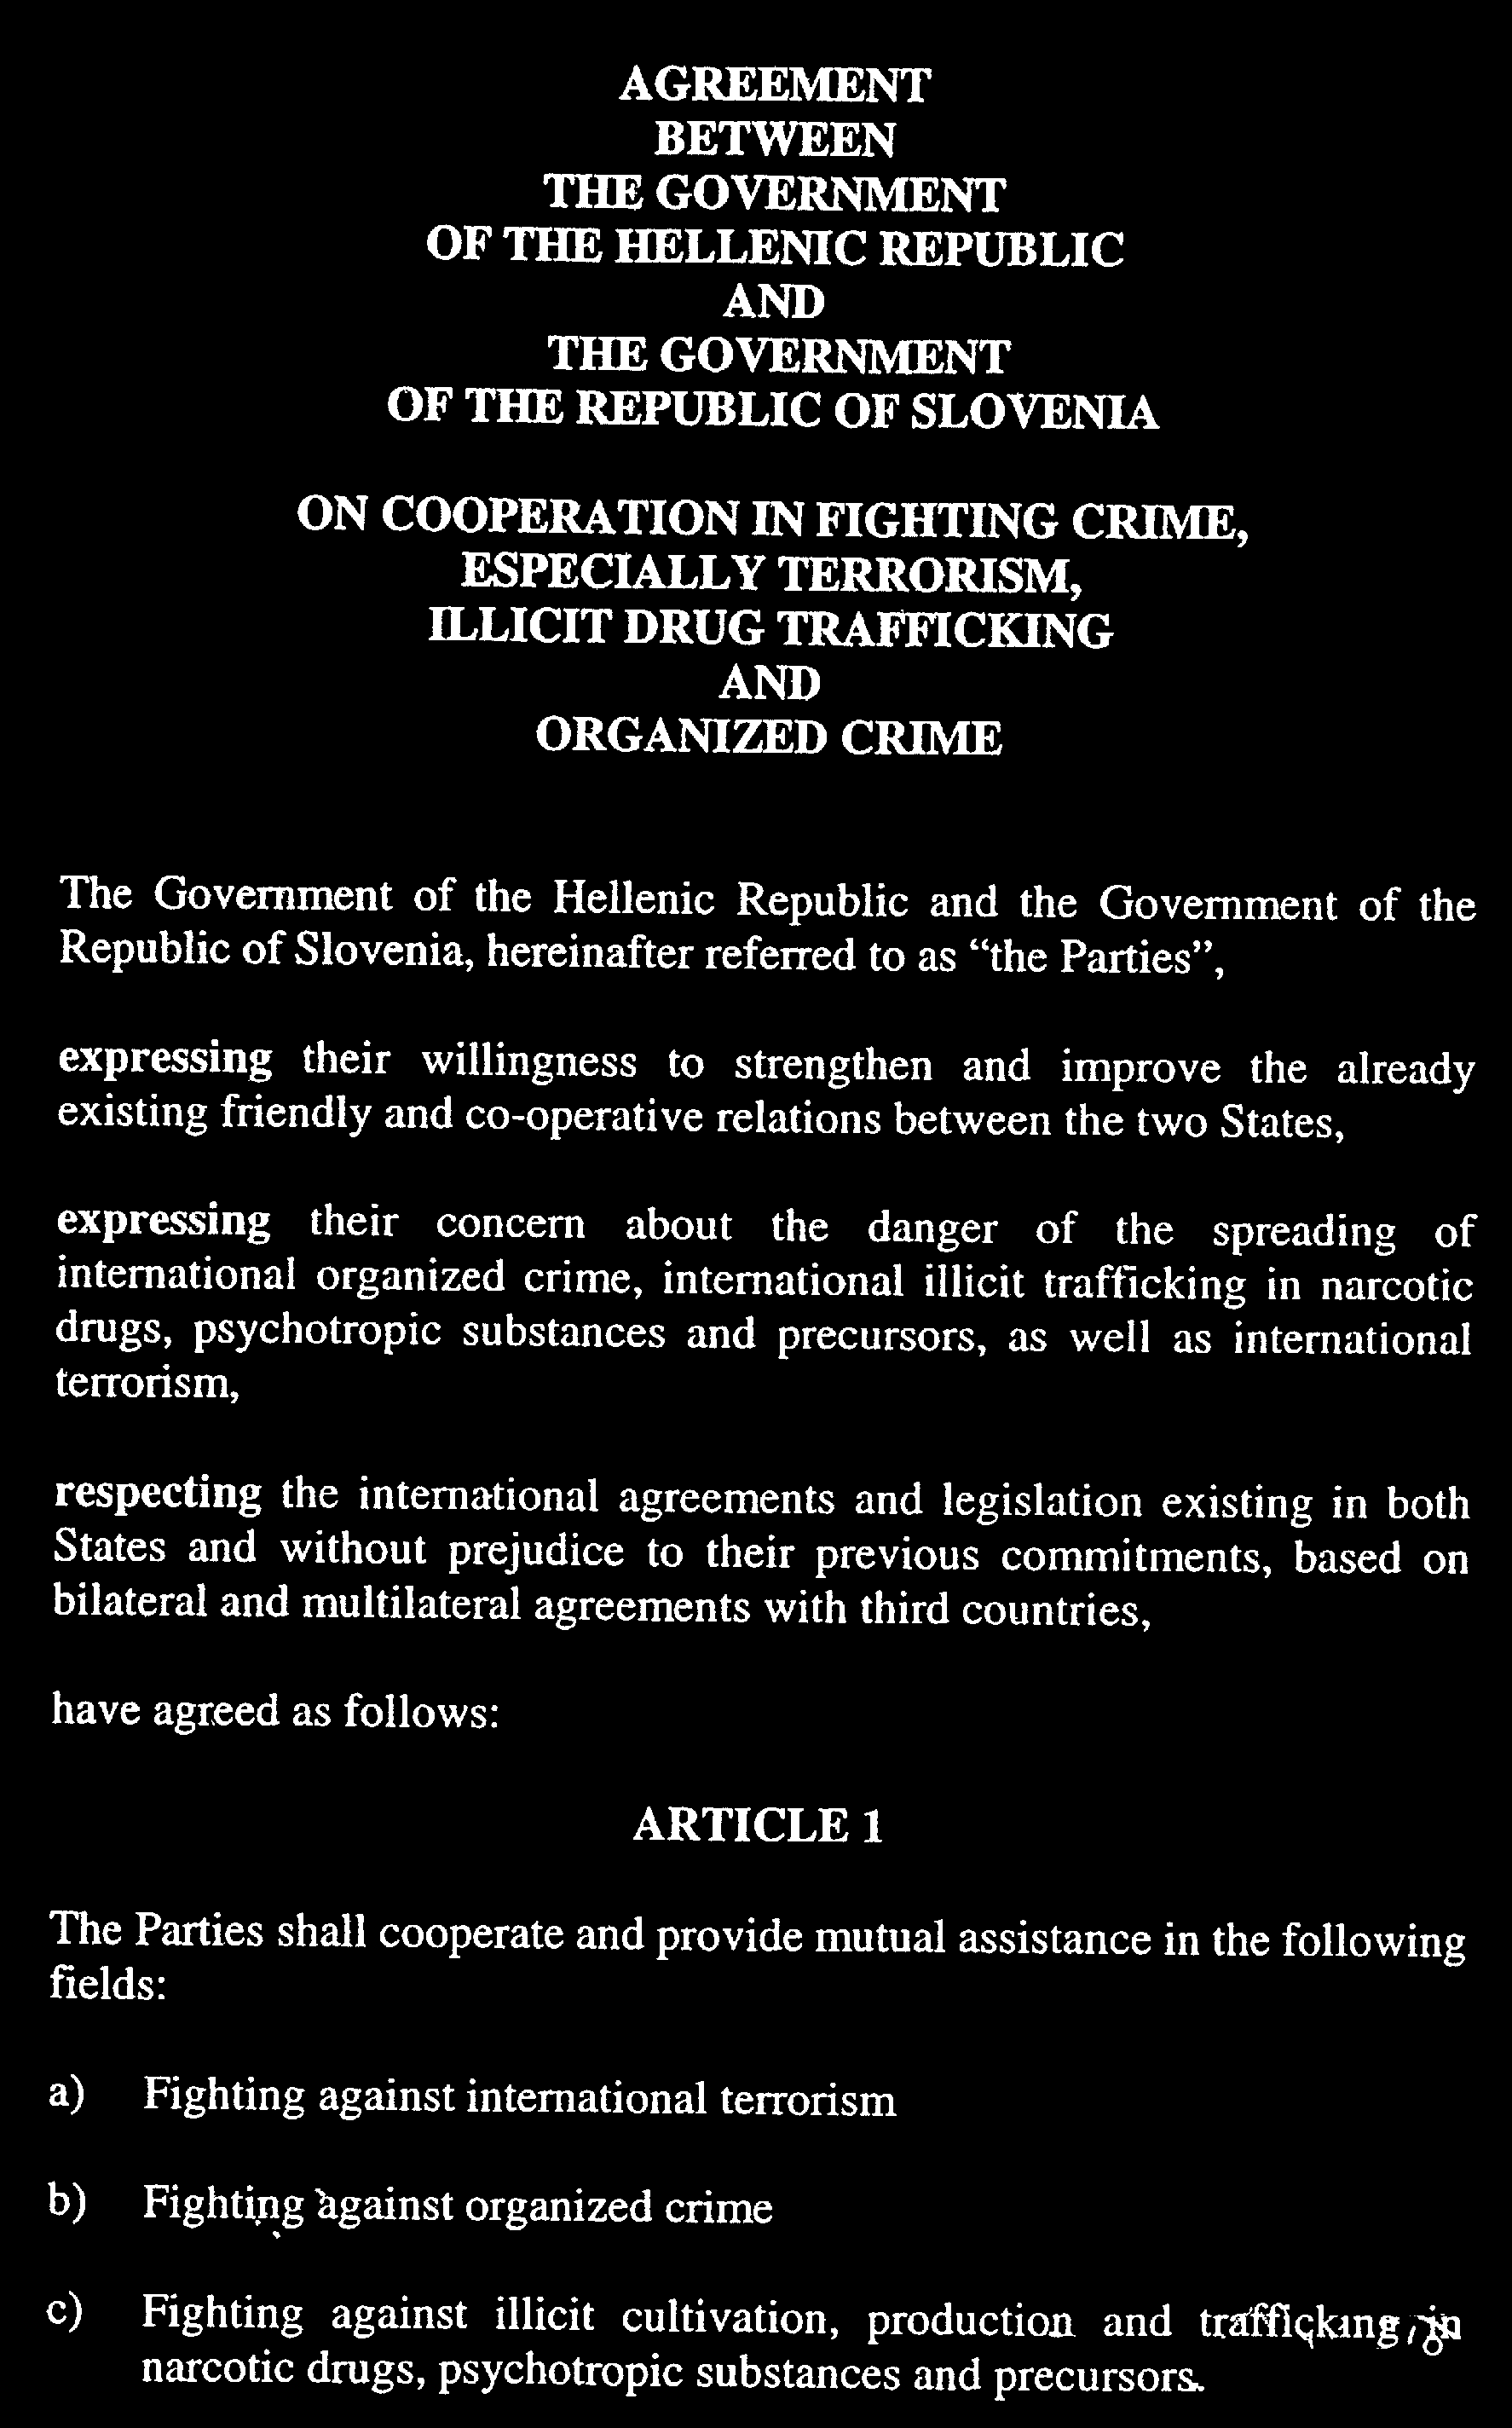 AGREEMENT
BETWEEN
THE GOVERNMENT
OF THE HELLENIC REPUBLIC
AND
THE GOVERNMENT
OF THE REPUBLIC OF SLOVENIA
ON COOPERATION IN FIGHTING CRIME,
ESPECIALLY TERRORISM,
ILLICIT DRUG TRAFFICKING
AND
ORGANIZED CRIME
The Government of the Hellenic Republic and the Government of the
Republic of Slovenia, hereinafter referred to as “the Parties”,
expressing their willingness to strengthen and improve the already
existing friendly and co-operative relations between the two States,
expressing their concern about the danger of the spreading of
international organized crime, international illicit trafficking in narcotic
drugs, psychotropic substances and precursors, as well as international
terrorism,
respecting the international agreements and legislation existing in both
States and without prejudice to their previous commitments, based on
bilateral and multilateral agreements with third countries,
have agreed as follows:
ARTICLE 1
The Parties shall cooperate and provide mutual assistance in the following
fields:
a) Fighting against international terrorism
b) Fighting against organized crime
c) Fighting against illicit cultivation, production and trafficking in
narcotic drugs, psychotropic substances and precursors.